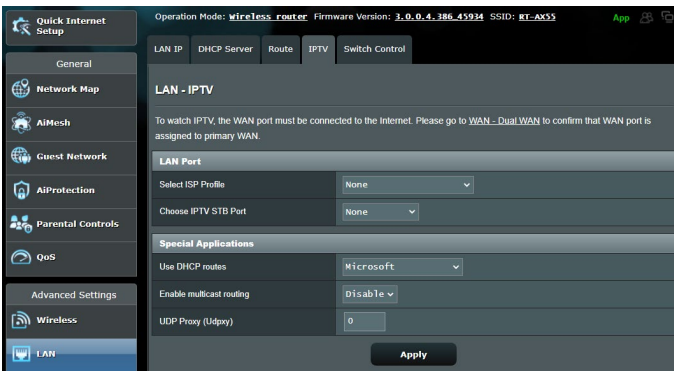 Quick Internet
Setup
Operation Mode: Wireless router Firmware Version: 3.0.0.4.386_45934 SSID: RT-AX55 App
General
LAN IP DHCP Server Route IPTV Switch Control
Network Map
LAN - IPTV
AiMesh
To watch IPTV, the WAN port must be connected to the Internet. Please go to WAN - Dual WAN to confirm that WAN port is
assigned to primary WAN.
Guest Network
LAN Port
AiProtection
Select ISP Profile None
Parental Controls
Choose IPTV STB Port None
Special Applications
QoS
Use DHCP routes Microsoft
Advanced Settings
Enable multicast routing Disable
Wireless
UDP Proxy (Udpxy) 0
LAN
Apply